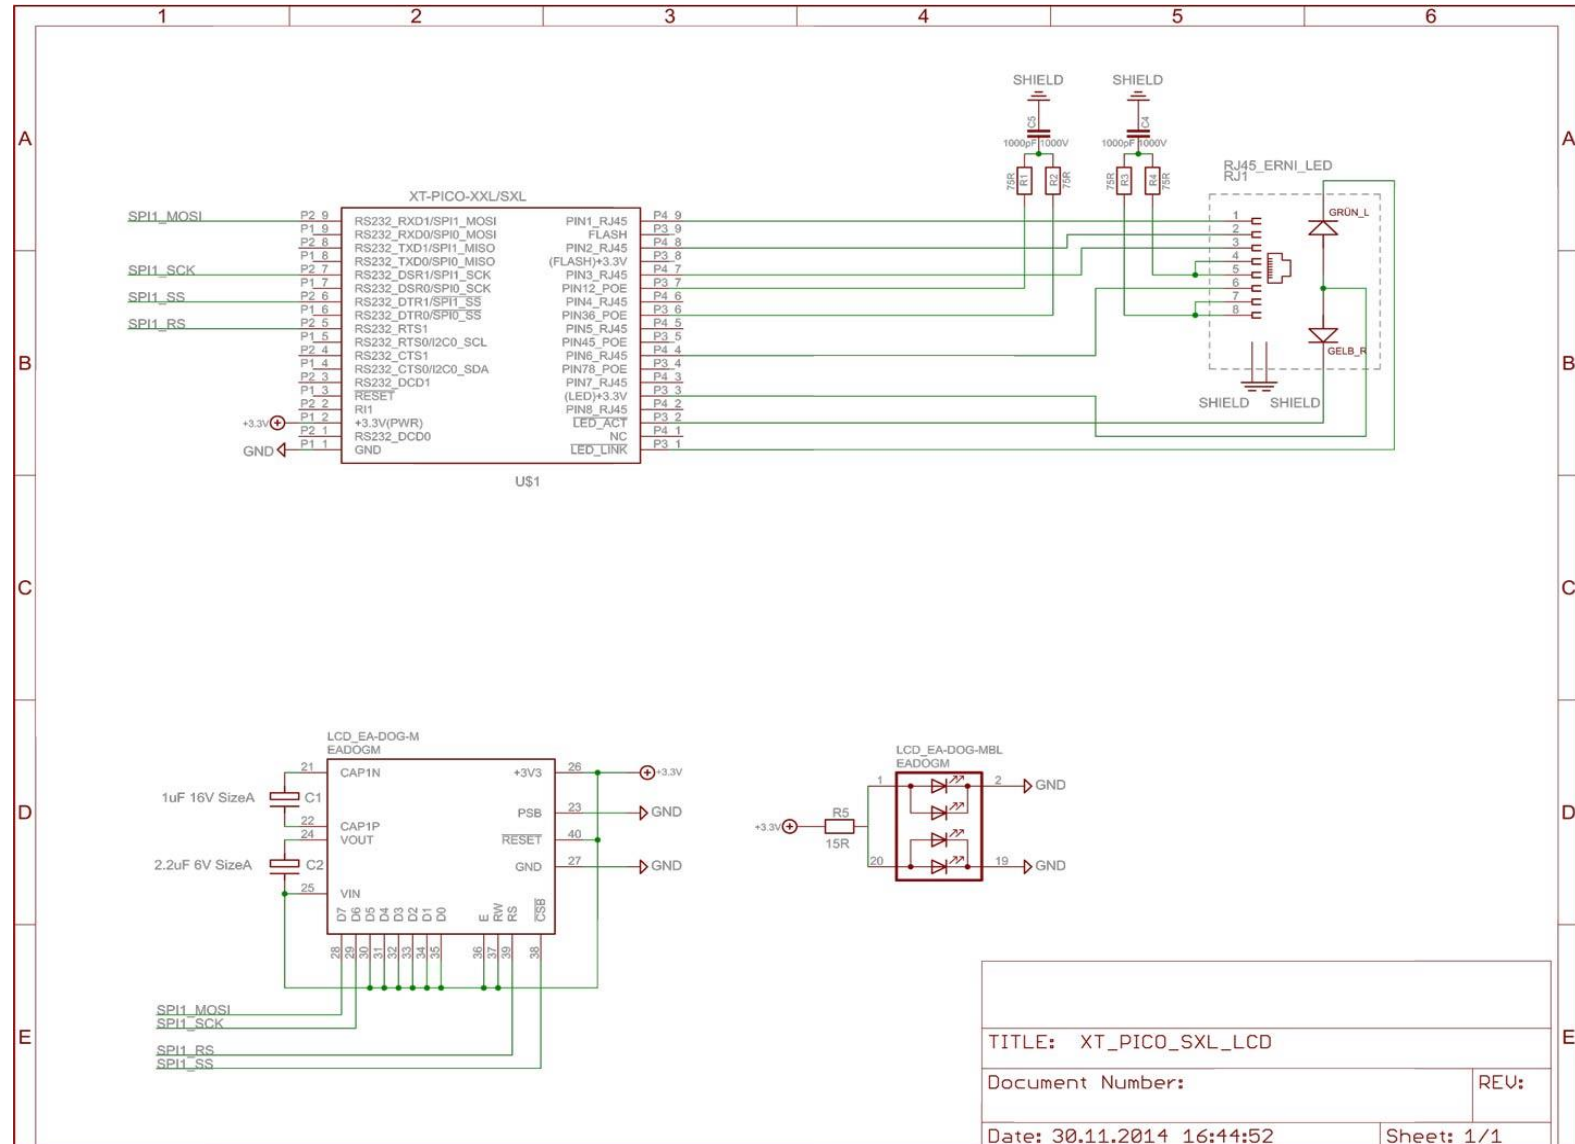 1 2 3 4 5 6
A A
B B
C C
D D
E E
SHIELD SHIELD
C5 C4
1000pF 1000V 1000pF 1000V
75R R1 R2 75R 75R R3 R4 75R
RJ45_ERNI_LED
RJ1
GRÜN_L
GELB_R
1
2
3
4
5
6
7
8
SHIELD SHIELD
XT-PICO-XXL/SXL
SPI1_MOSI P2 9 RS232_RXD1/SPI1_MOSI PIN1_RJ45 P4 9
P1 9 RS232_RXD0/SPI0_MOSI FLASH P3 9
P2 8 RS232_TXD1/SPI1_MISO PIN2_RJ45 P4 8
P1 8 RS232_TXD0/SPI0_MISO (FLASH)+3.3V P3 8
SPI1_SCK P2 7 RS232_DSR1/SPI1_SCK PIN3_RJ45 P4 7
P1 7 RS232_DSR0/SPI0_SCK PIN12_POE P3 7
SPI1_SS P2 6 RS232_DTR1/SPI1_SS PIN4_RJ45 P4 6
P1 6 RS232_DTR0/SPI0_SS PIN36_POE P3 6
SPI1_RS P2 5 RS232_RTS1 PIN5_RJ45 P4 5
P1 5 RS232_RTS0/I2C0_SCL PIN45_POE P3 5
P2 4 RS232_CTS1 PIN6_RJ45 P4 4
P1 4 RS232_CTS0/I2C0_SDA PIN78_POE P3 4
P2 3 RS232_DCD1 PIN7_RJ45 P4 3
P1 3 RESET (LED)+3.3V P3 3
P2 2 RI1 PIN8_RJ45 P4 2
+3.3V P1 2 +3.3V(PWR) LED_ACT P3 2
P2 1 RS232_DCD0 NC P4 1
GND P1 1 GND LED_LINK P3 1
U$1
LCD_EA-DOG-M
EADOGM
21 CAP1N +3V3 26 +3.3V
1uF 16V SizeA C1
PSB 23 GND
22 CAP1P
24 VOUT RESET 40
2.2uF 6V SizeA C2
GND 27 GND
25 VIN
D7 D6 D5 D4 D3 D2 D1 D0 E RW RS CSB
28 29 30 31 32 33 34 35 36 37 39 38
SPI1_MOSI
SPI1_SCK
SPI1_RS
SPI1_SS
LCD_EA-DOG-MBL
EADOGM
1 2 GND
+3.3V R5
15R
20 19 GND
TITLE: XT_PICO_SXL_LCD
Document Number: REV:
Date: 30.11.2014 16:44:52 Sheet: 1/1